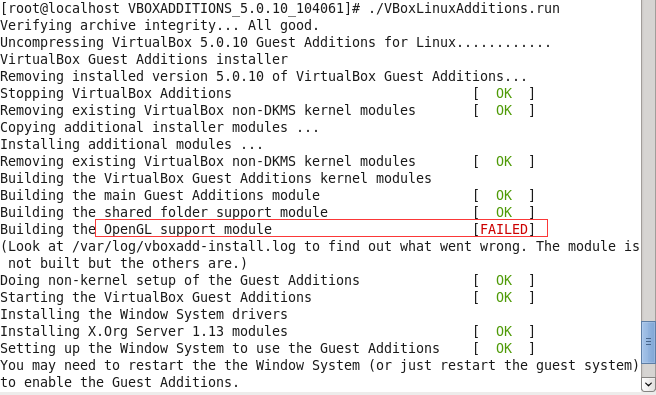 [root@localhost VBOXADDITIONS_5.0.10_104061]# ./VBoxLinuxAdditions.run
Verifying archive integrity... All good.
Uncompressing VirtualBox 5.0.10 Guest Additions for Linux............
VirtualBox Guest Additions installer
Removing installed version 5.0.10 of VirtualBox Guest Additions...
Stopping VirtualBox Additions                              [  OK  ]
Removing existing VirtualBox non-DKMS kernel modules       [  OK  ]
Copying additional installer modules ...
Installing additional modules ...
Removing existing VirtualBox non-DKMS kernel modules       [  OK  ]
Building the VirtualBox Guest Additions kernel modules
Building the main Guest Additions module                   [  OK  ]
Building the shared folder support module                  [  OK  ]
Building the OpenGL support module                         [FAILED]
(Look at /var/log/vboxadd-install.log to find out what went wrong. The module is
 not built but the others are.)
Doing non-kernel setup of the Guest Additions              [  OK  ]
Starting the VirtualBox Guest Additions                    [  OK  ]
Installing the Window System drivers
Installing X.Org Server 1.13 modules                       [  OK  ]
Setting up the Window System to use the Guest Additions    [  OK  ]
You may need to restart the the Window System (or just restart the guest system)
to enable the Guest Additions.